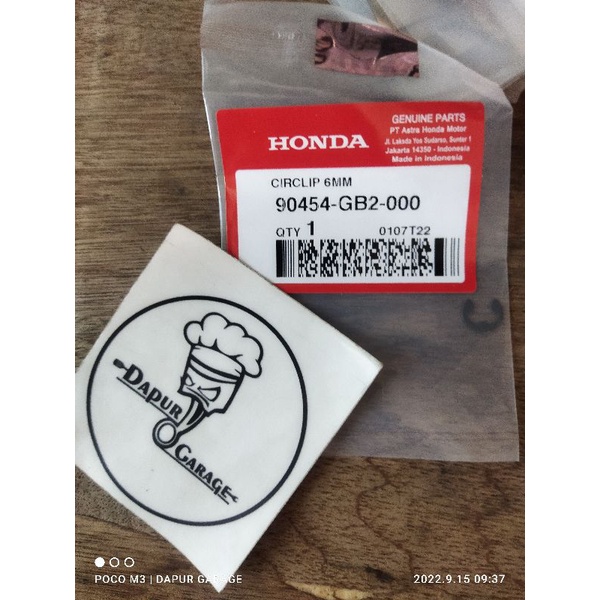 GENUINE PARTS
PT Astra Honda Motor
Jl. Laksda Yos Sudarso, Sunter 1
Jakarta 14350 - Indonesia
Made in Indonesia
HONDA
CIRCLIP 6MM
90454-GB2-000
QTY 1 0107T22
DAPUR
GARAGE
POCO M3 | DAPUR GARAGE 2022.9.15 09:37